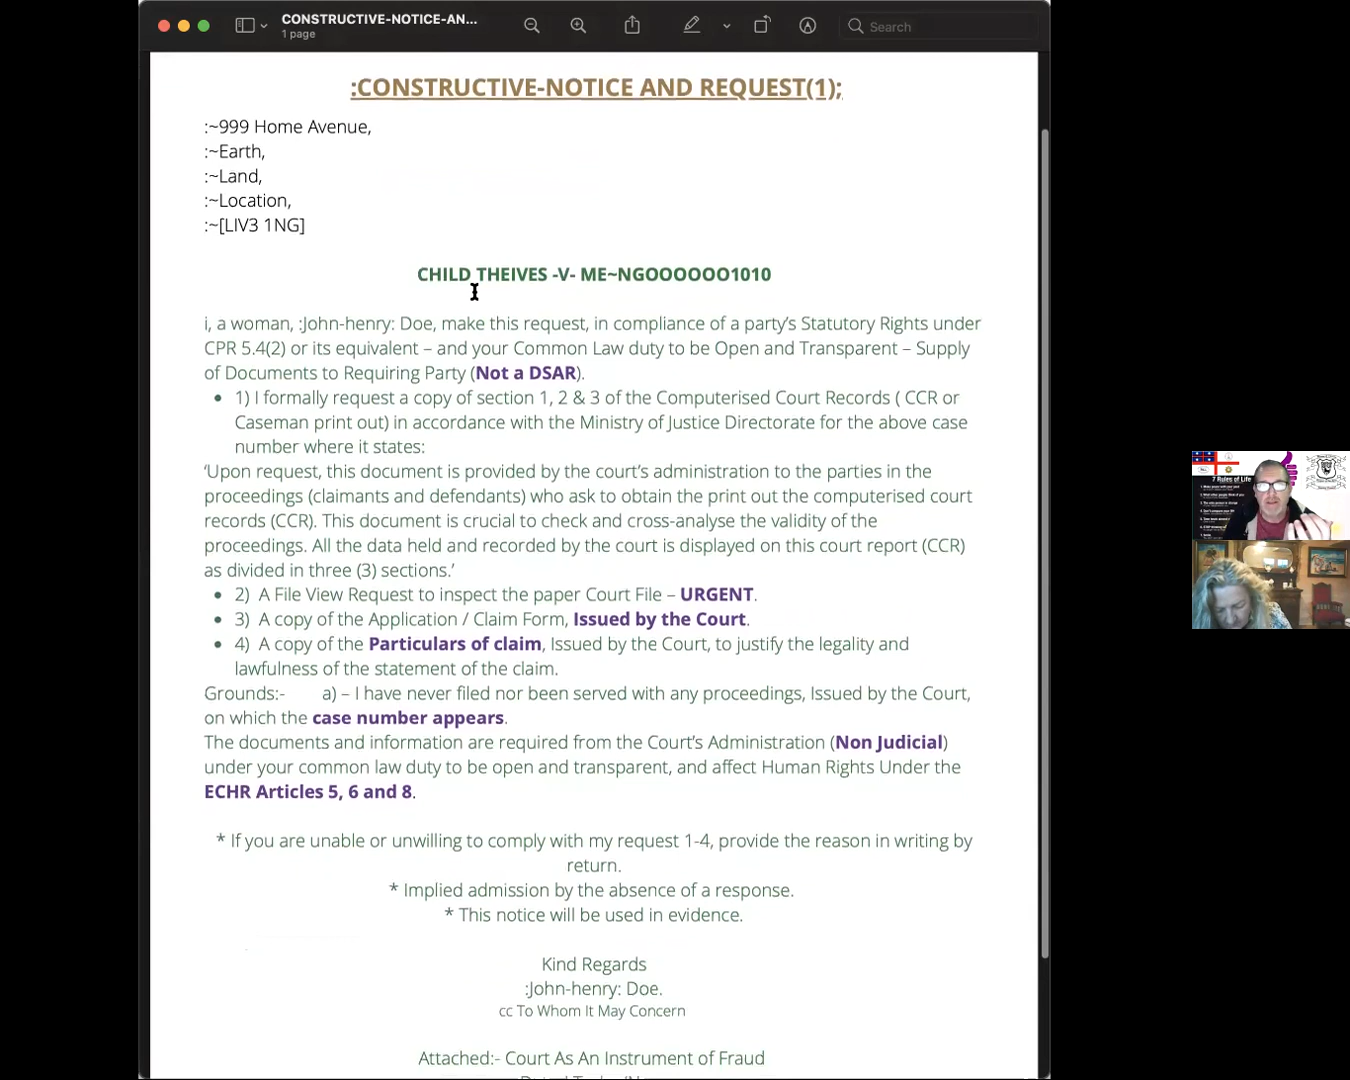 CONSTRUCTIVE-NOTICE-AN...
1 page
Search
:CONSTRUCTIVE-NOTICE AND REQUEST(1);
:~999 Home Avenue,
:~Earth,
:~Land,
:~Location,
:~[LIV3 1NG]
CHILD THEIVES -V- ME~NGOOOOOO1010
i, a woman, :John-henry: Doe, make this request, in compliance of a party’s Statutory Rights under
CPR 5.4(2) or its equivalent – and your Common Law duty to be Open and Transparent – Supply
of Documents to Requiring Party (Not a DSAR).
• 1) I formally request a copy of section 1, 2 & 3 of the Computerised Court Records ( CCR or
Caseman print out) in accordance with the Ministry of Justice Directorate for the above case
number where it states:
‘Upon request, this document is provided by the court’s administration to the parties in the
proceedings (claimants and defendants) who ask to obtain the print out the computerised court
records (CCR). This document is crucial to check and cross-analyse the validity of the
proceedings. All the data held and recorded by the court is displayed on this court report (CCR)
as divided in three (3) sections.’
• 2) A File View Request to inspect the paper Court File – URGENT.
• 3) A copy of the Application / Claim Form, Issued by the Court.
• 4) A copy of the Particulars of claim, Issued by the Court, to justify the legality and
lawfulness of the statement of the claim.
Grounds:- a) – I have never filed nor been served with any proceedings, Issued by the Court,
on which the case number appears.
The documents and information are required from the Court’s Administration (Non Judicial)
under your common law duty to be open and transparent, and affect Human Rights Under the
ECHR Articles 5, 6 and 8.
* If you are unable or unwilling to comply with my request 1-4, provide the reason in writing by
return.
* Implied admission by the absence of a response.
* This notice will be used in evidence.
Kind Regards
:John-henry: Doe.
cc To Whom It May Concern
Attached:- Court As An Instrument of Fraud
7 Rules of Life